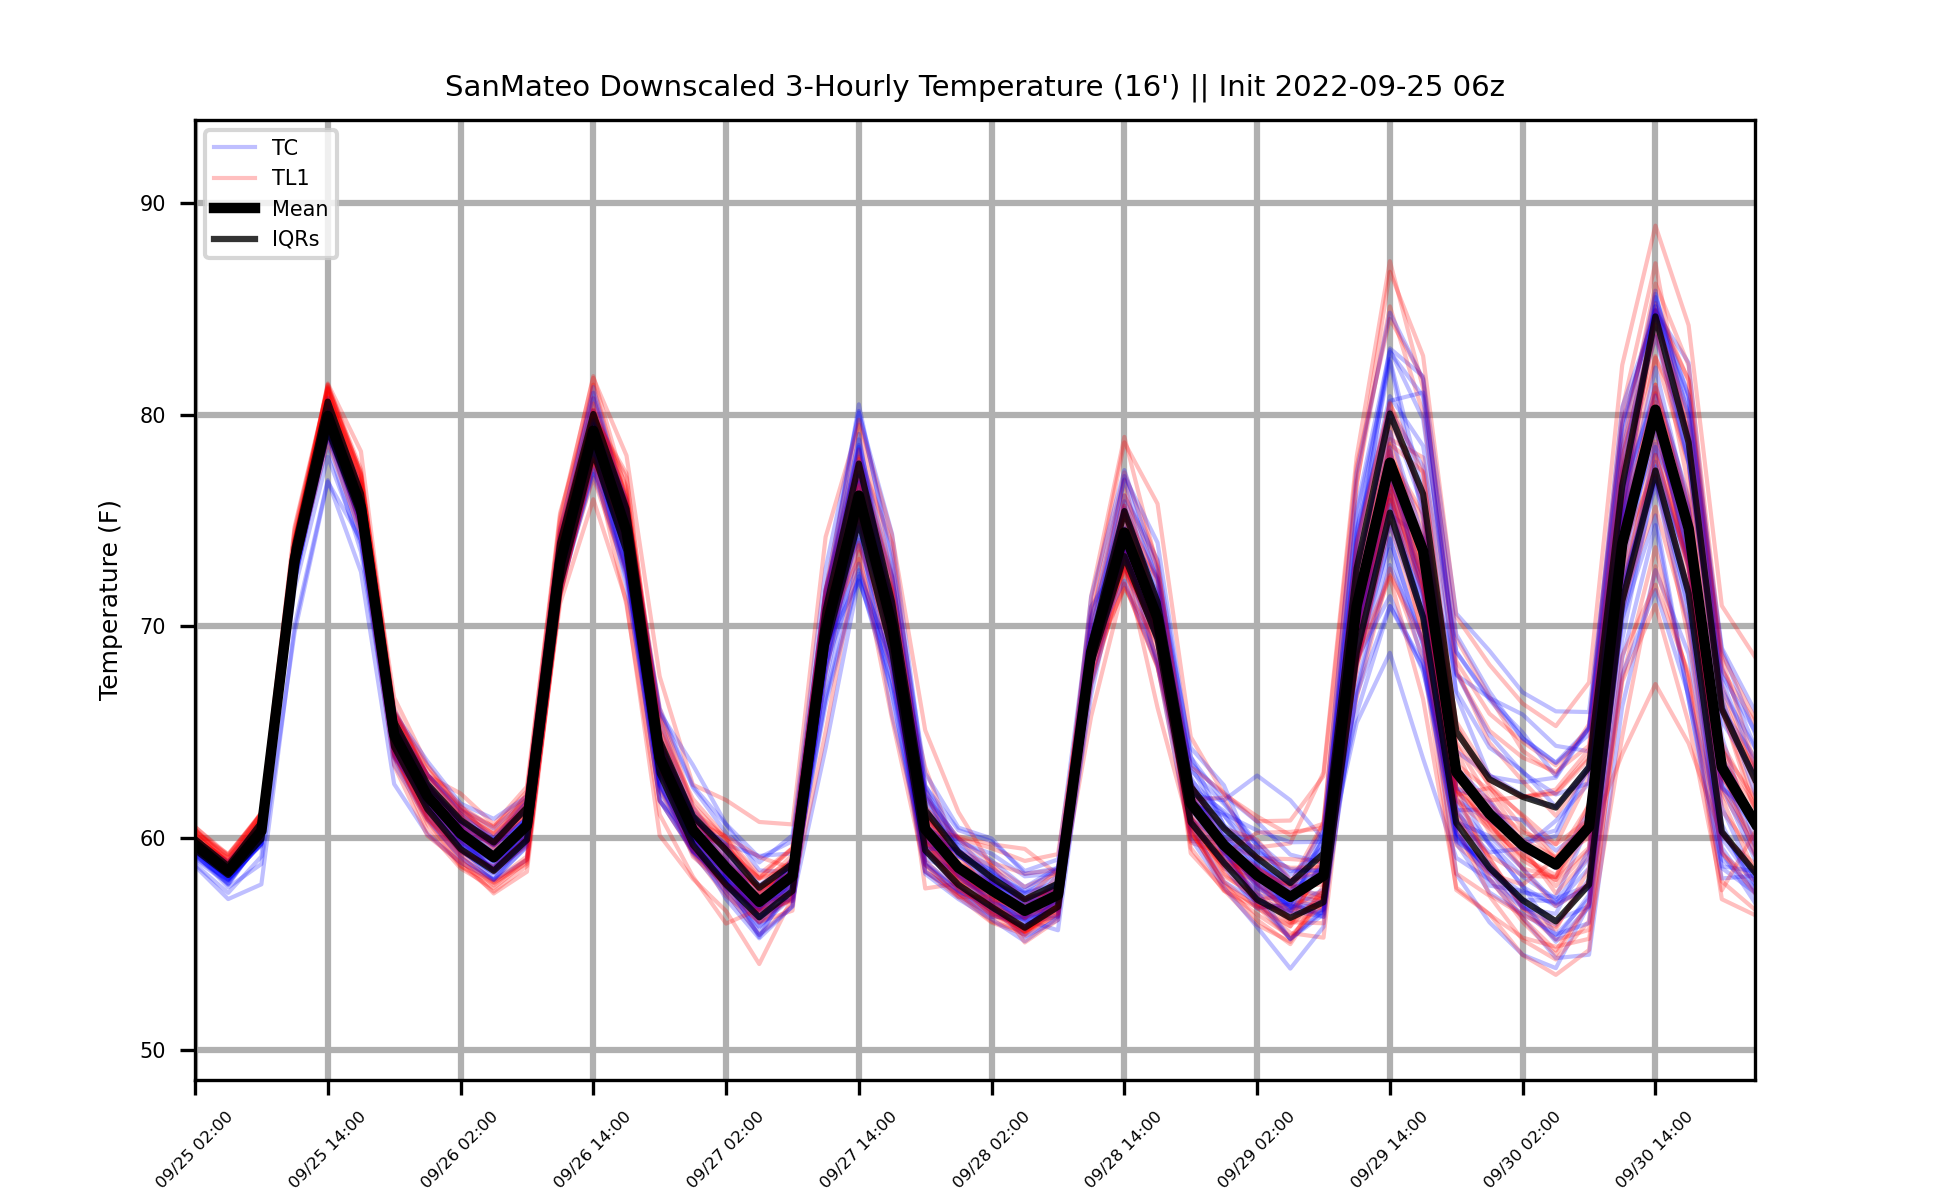 SanMateo Downscaled 3-Hourly Temperature (16') || Init 2022-09-25 06z
TC
TL1
Mean
IQRs
Temperature (F)
90
80
70
60
50
09/25 02:00
09/25 14:00
09/26 02:00
09/26 14:00
09/27 02:00
09/27 14:00
09/28 02:00
09/28 14:00
09/29 02:00
09/29 14:00
09/30 02:00
09/30 14:00